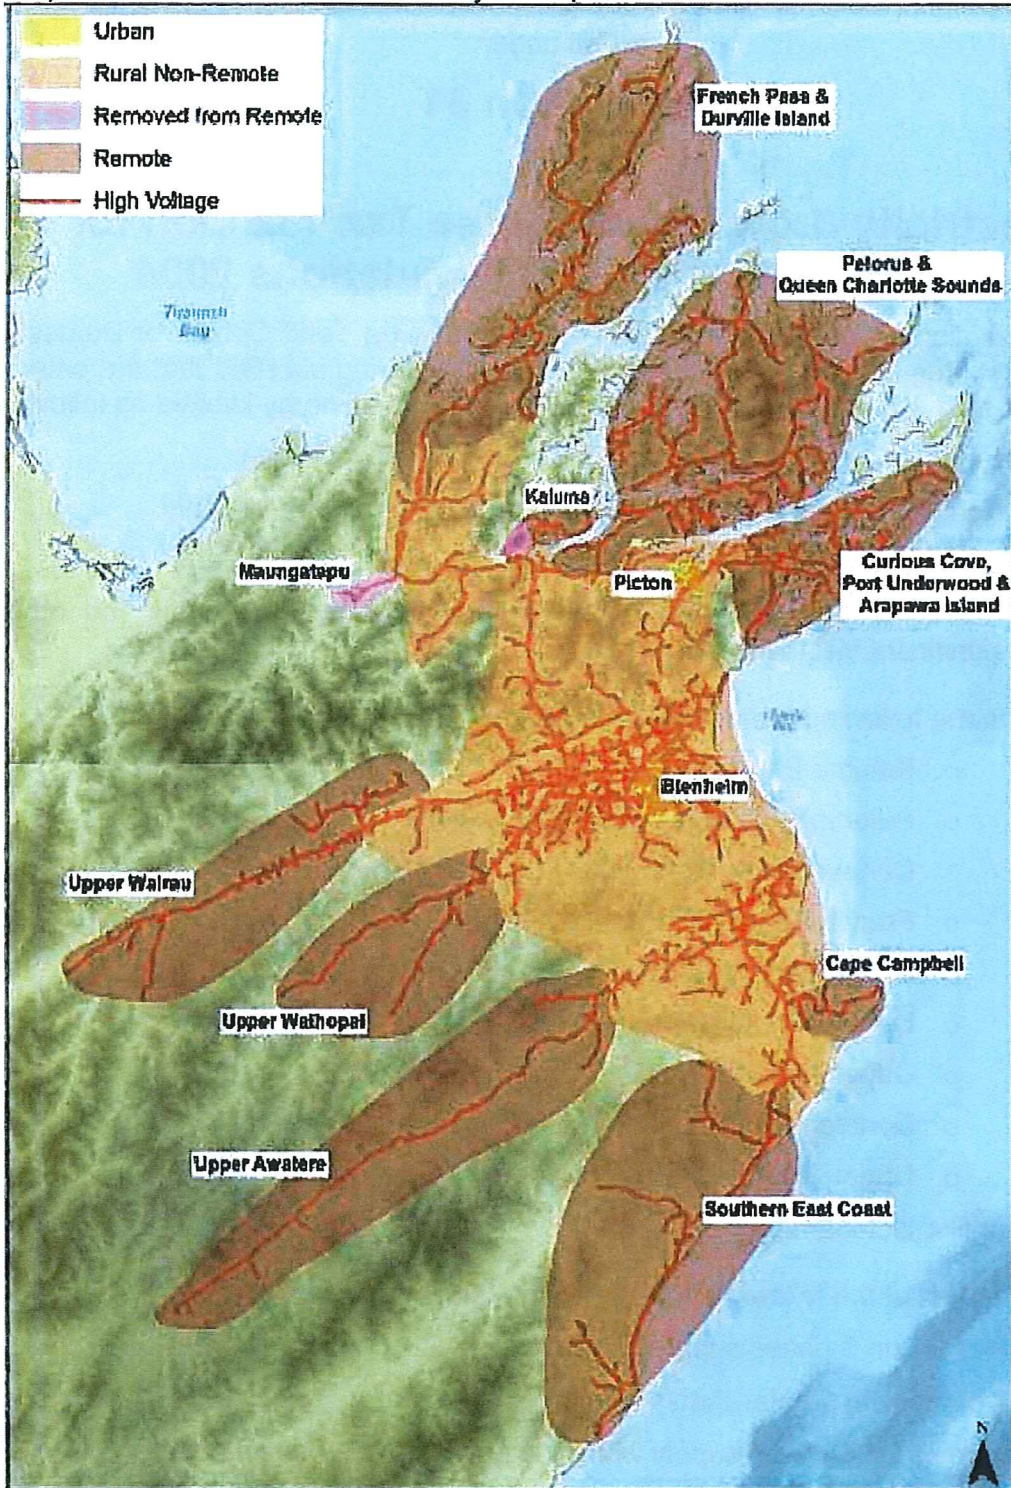 Urban
Rural Non-Remote
Removed from Remote
Remote
High Voltage
French Pass &
Durville Island
Pelorus &
Queen Charlotte Sounds
Bay
Kaiuma
Maungatapu
Picton
Curious Cove,
Port Underwood &
Arapawa Island
Blenheim
Upper Wairau
Cape Campbell
Upper Waihopai
Upper Awatere
Southern East Coast
N